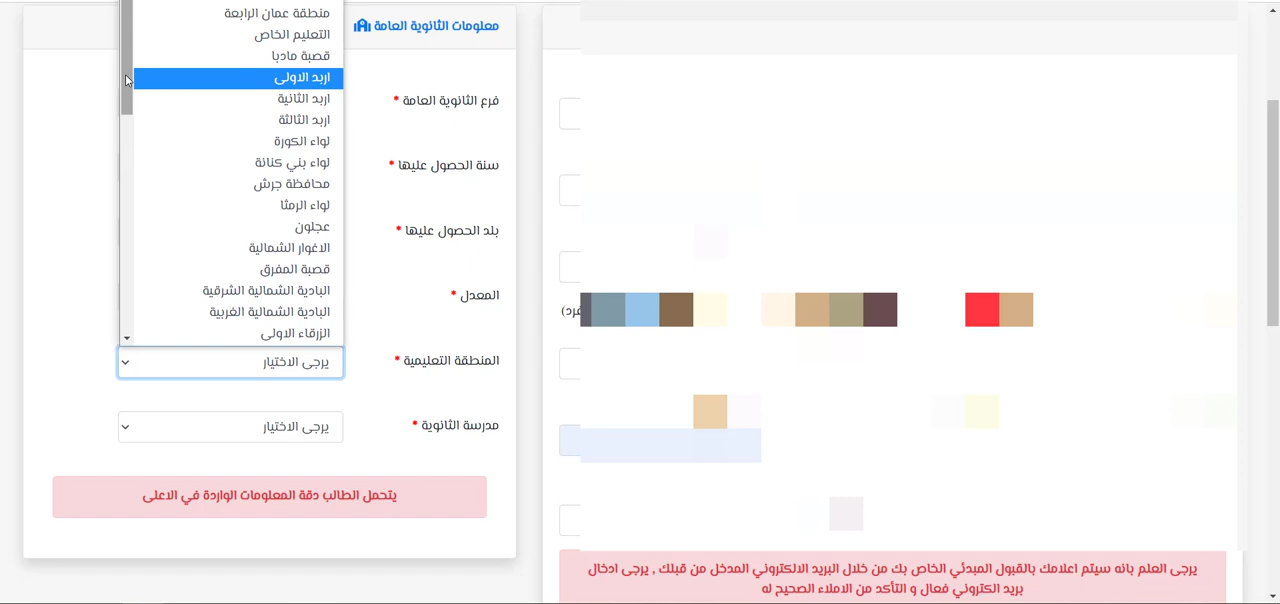 معلومات الثانوية العامة
فرع الثانوية العامة *
سنة الحصول عليها *
بلد الحصول عليها *
المعدل *
المنطقة التعليمية *
منطقة عمان الرابعة
التعليم الخاص
قصبة مادبا
اربد الاولى
اربد الثانية
اربد الثالثة
لواء الكورة
لواء بني كنانة
محافظة جرش
لواء الرمثا
عجلون
الاغوار الشمالية
قصبة المفرق
البادية الشمالية الشرقية
البادية الشمالية الغربية
الزرقاء الاولى
يرجى الاختيار
مدرسة الثانوية *
يرجى الاختيار
يتحمل الطالب دقة المعلومات الواردة في الاعلى
يرجى العلم بانه سيتم اعلامك بالقبول المبدئي الخاص بك من خلال البريد الالكتروني المدخل من قبلك , يرجى ادخال
بريد الكتروني فعال و التأكد من الاملاء الصحيح له